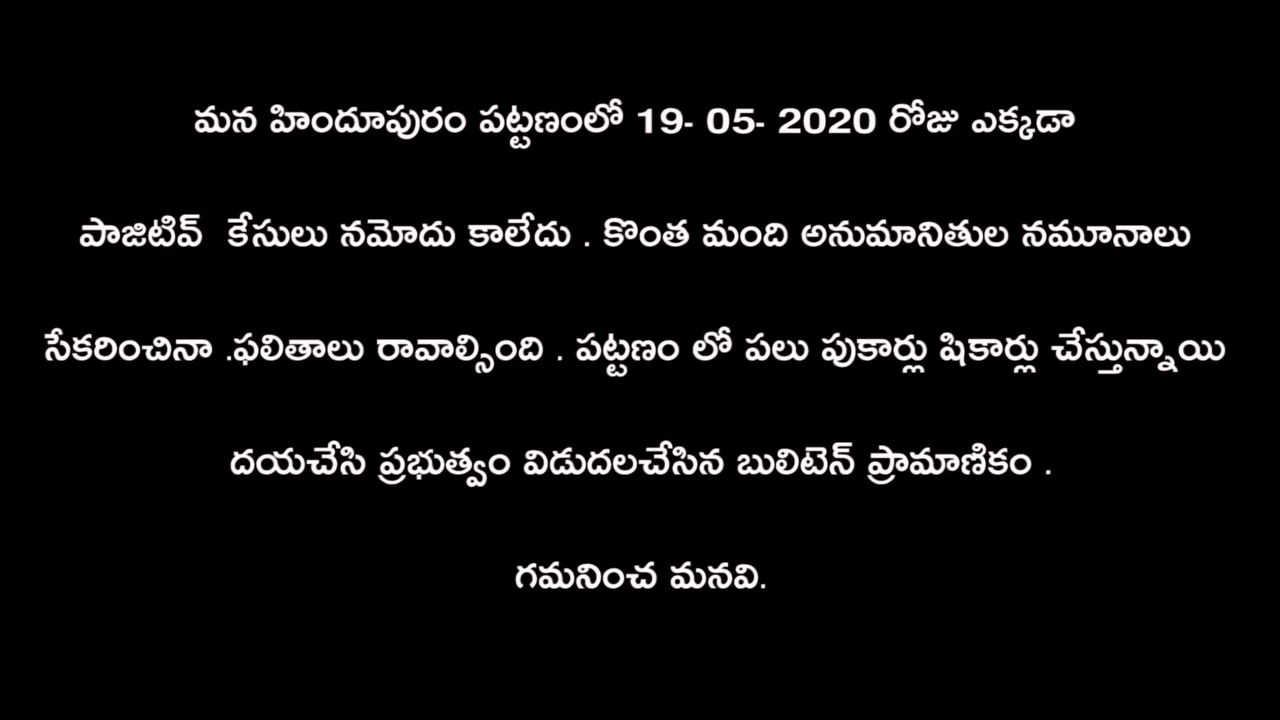 మన హిందూపురం పట్టణంలో 19- 05- 2020 రోజు ఎక్కడా
పాజిటివ్  కేసులు నమోదు కాలేదు . కొంత మంది అనుమానితుల నమూనాలు
సేకరించినా .ఫలితాలు రావాల్సింది . పట్టణం లో పలు పుకార్లు షికార్లు చేస్తున్నాయి
దయచేసి ప్రభుత్వం విడుదలచేసిన బులిటెన్ ప్రామాణికం .
గమనించ మనవి.